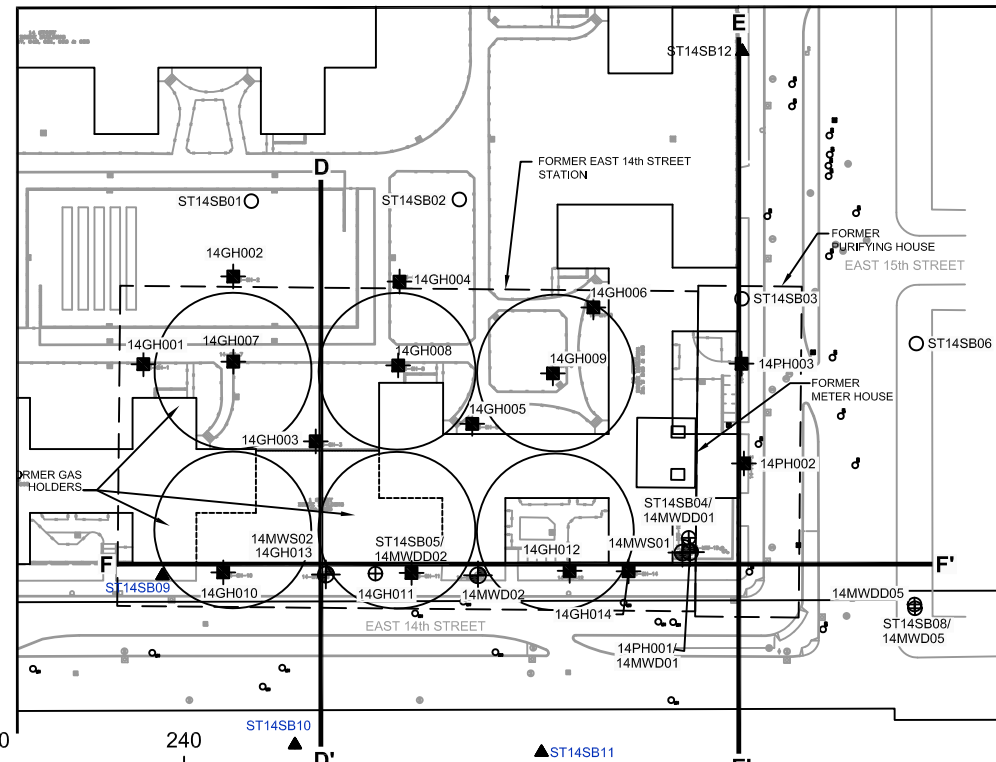 E
ST14SB12
FORMER EAST 14th STREET
STATION
D
ST14SB01
ST14SB02
FORMER
PURIFYING HOUSE
EAST 15th STREET
14GH002
14GH004
14GH006
ST14SB03
14GH001
14GH007
14GH008
14GH009
14PH003
ST14SB06
FORMER
METER HOUSE
14GH005
14GH003
14PH002
RMER GAS
HOLDERS
ST14SB04/
14MWDD01
14MWS02
14GH013
ST14SB05/
14MWDD02
14GH012
14MWS01
F
F'
ST14SB09
14GH010
14GH011
14MWD02
14GH014
14MWDD05
ST14SB08/
14MWD05
EAST 14th STREET
14PH001/
14MWD01
ST14SB10
0
240
D'
ST14SB11
E'